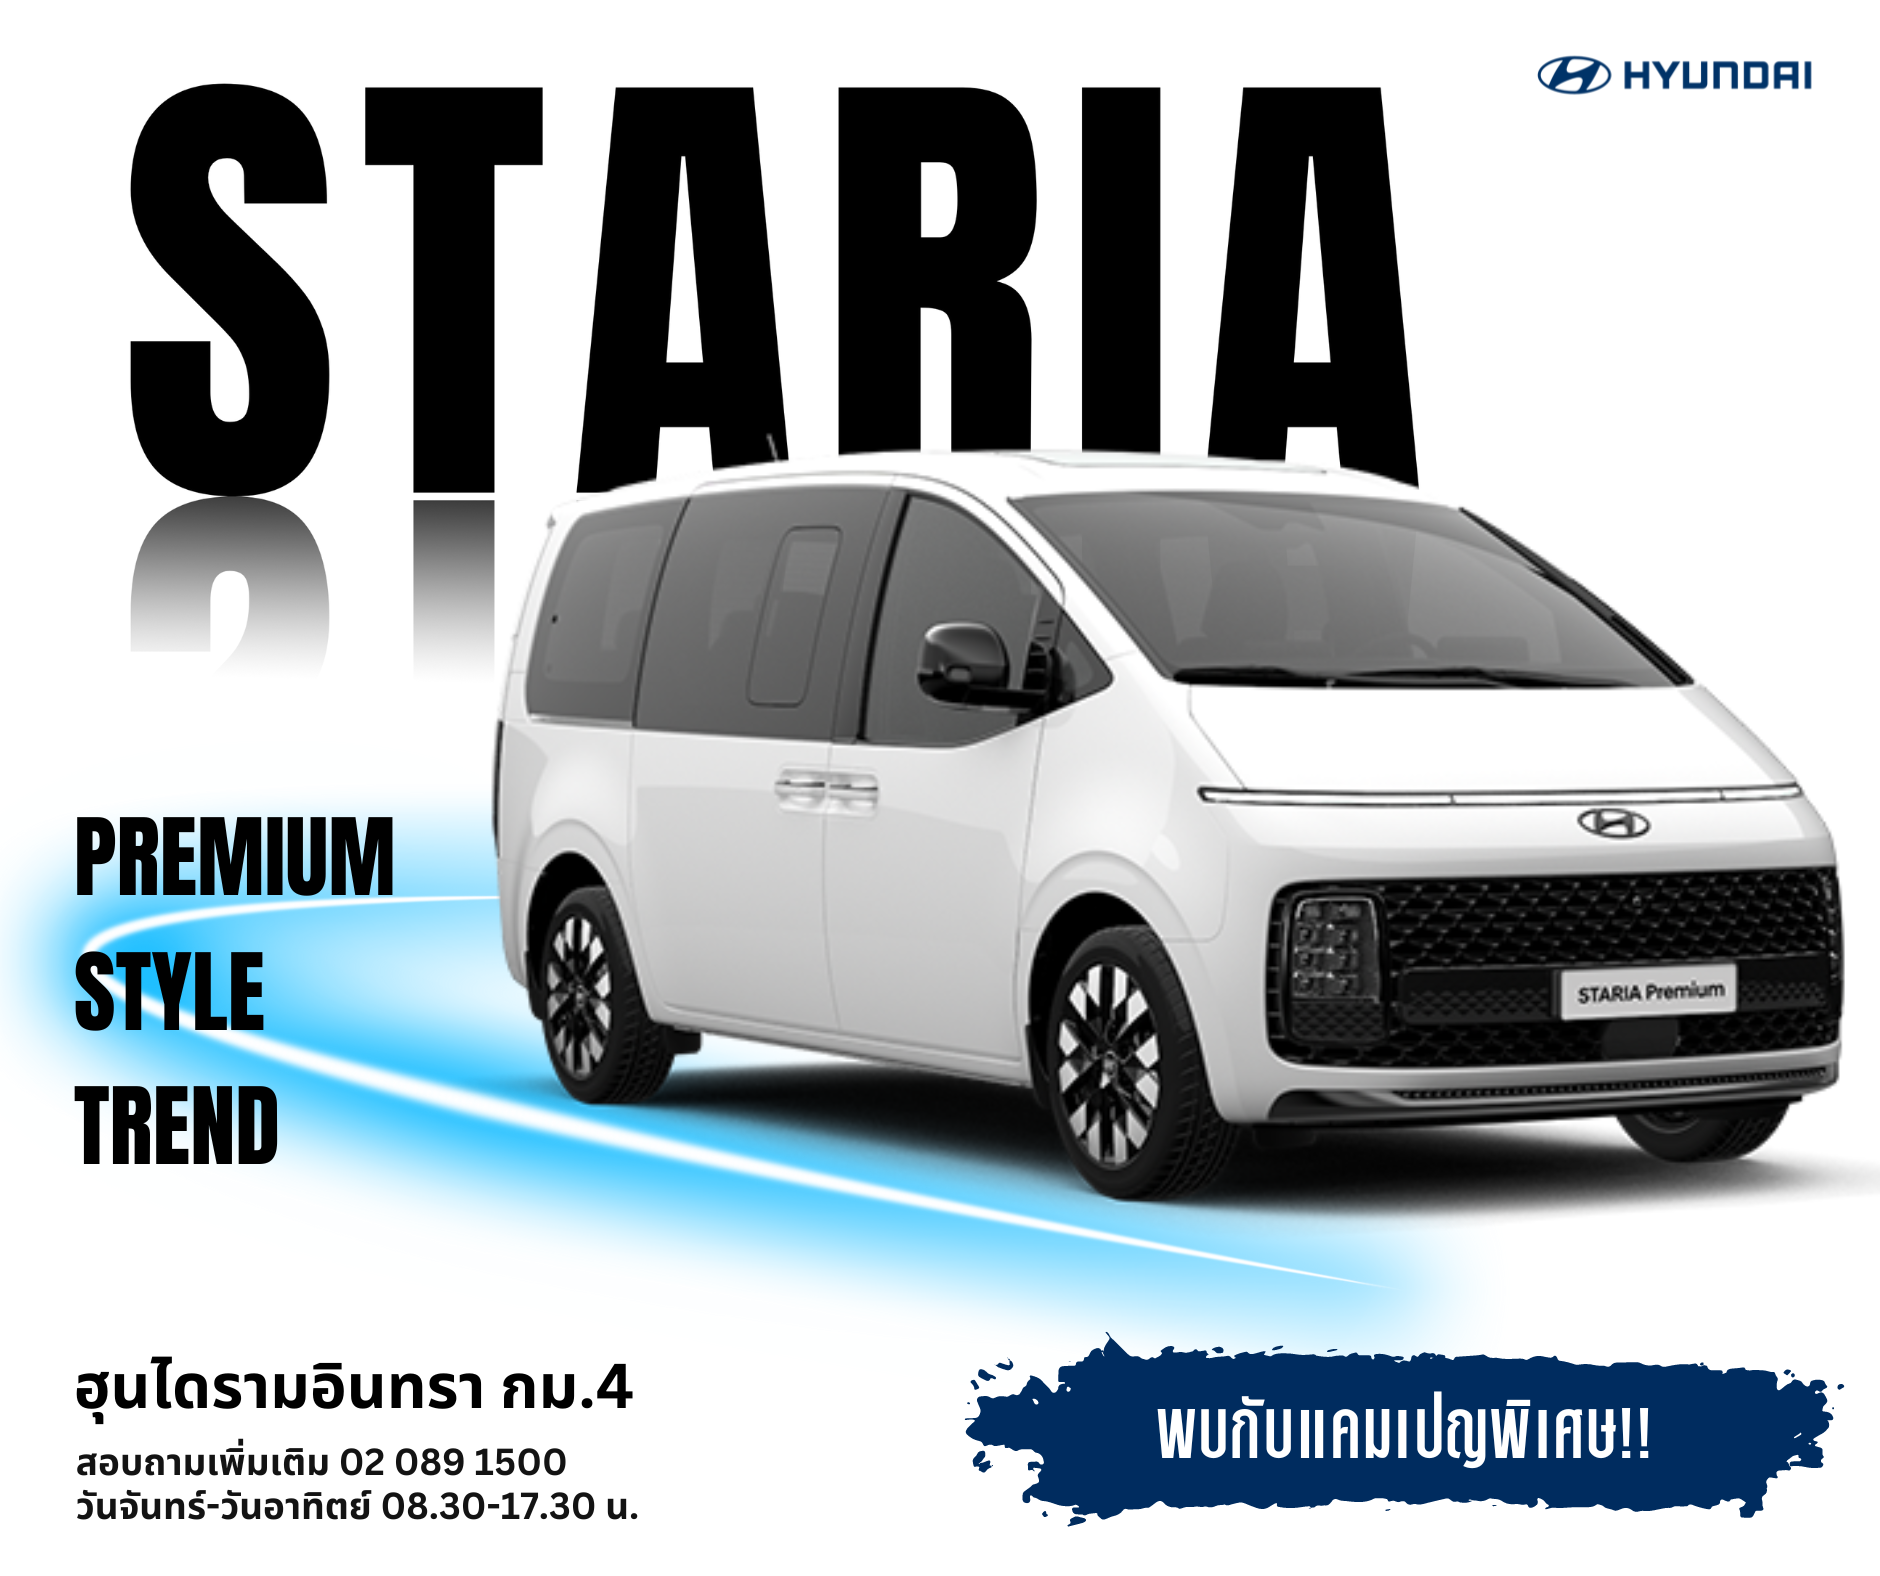 HYUNDAI
STARIA
PREMIUM
STYLE
TREND
STARIA Premium
ฮุนไดรามอินทรา กม.4
สอบถามเพิ่มเติม 02 089 1500
วันจันทร์-วันอาทิตย์ 08.30-17.30 น.
พบกับแคมเปญพิเศษ!!